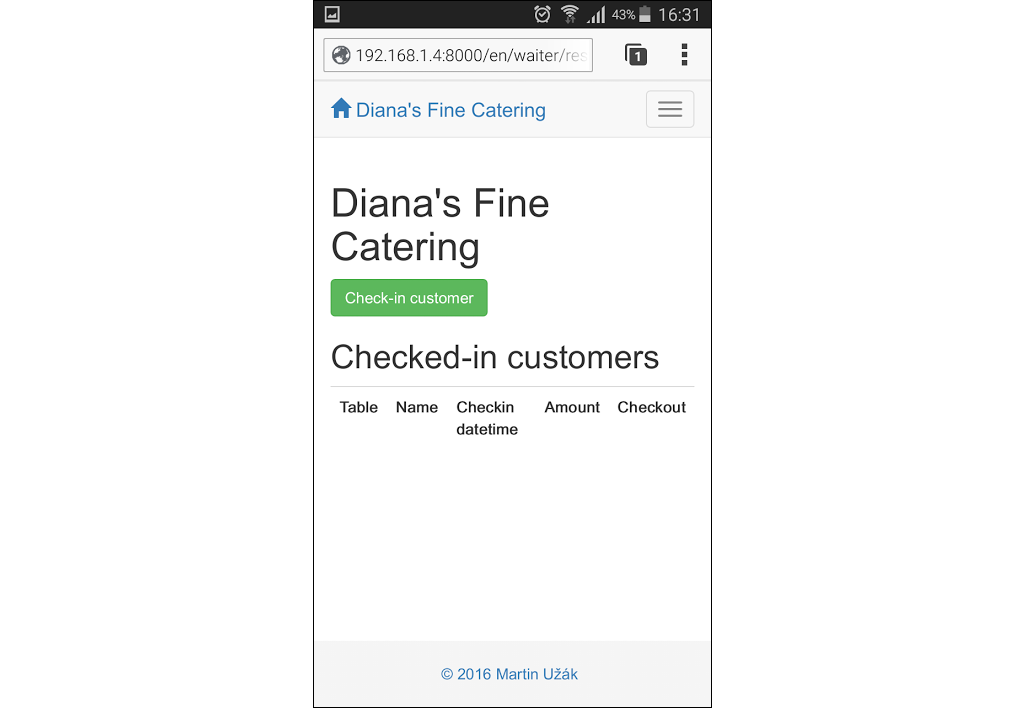 43% 16:31
192.168.1.4:8000/en/waiter/res
1
Diana's Fine Catering
Diana's Fine
Catering
Check-in customer
Checked-in customers
Table Name Checkin Amount Checkout
datetime
© 2016 Martin Užák